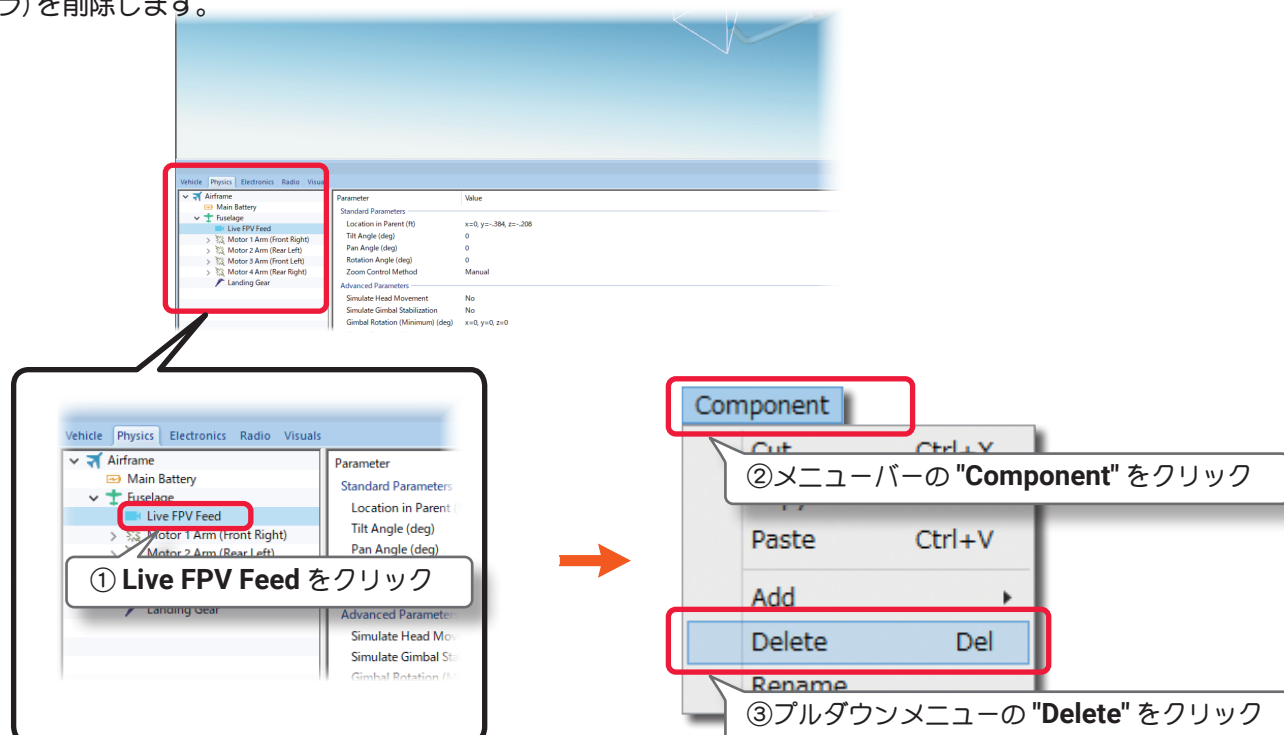 を削除します。
Vehicle Physics Electronics Radio
Airframe
Main Battery
Fuselage
Live FPV Feed
Motor 1 Arm (Front Right)
Motor 2 Arm (Rear Left)
Motor 3 Arm (Front Left)
Motor 4 Arm (Rear Right)
Landing Gear
Parameter Value
Standard Parameters
Location in Parent (ft) x=0, y=-.384, z=-.208
Tilt Angle (deg) 0
Pan Angle (deg) 0
Rotation Angle (deg) 0
Zoom Control Method Manual
Advanced Parameters
Simulate Head Movement No
Simulate Gimbal Stabilization No
Gimbal Rotation (Minimum) (deg) x=0, y=0, z=0
Vehicle Physics Electronics Radio Visuals
Airframe
Main Battery
Fuselage
Live FPV Feed
Motor 1 Arm (Front Right)
Motor 2 Arm (Rear Left)
Landing Gear
Parameter
Standard Parameters
Location in Parent
Tilt Angle (deg)
Pan Angle (deg)
Advanced
Simulate Head
Simulate Gimbal
Gimbal Rotation
① Live FPV Feed をクリック
Component
Cut Ctrl+X
②メニューバーの "Component" をクリック
Paste Ctrl+V
Add
Delete Del
Rename
③プルダウンメニューの "Delete" をクリック